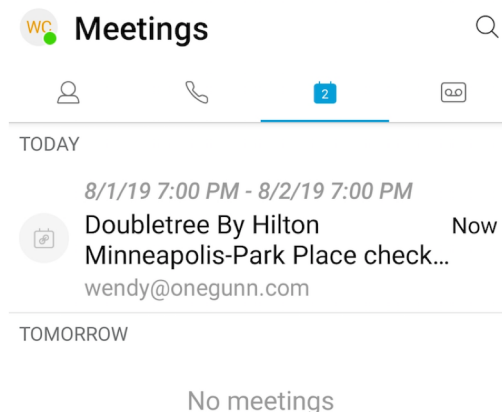 WC Meetings
2
TODAY
8/1/19 7:00 PM - 8/2/19 7:00 PM
Doubletree By Hilton Now
Minneapolis-Park Place check...
wendy@onegunn.com
TOMORROW
No meetings